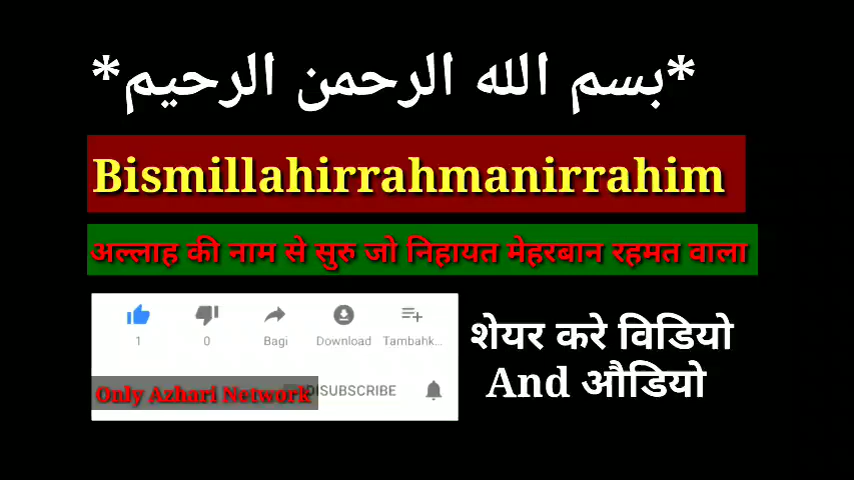 *بسم الله الرحمن الرحيم*
Bismillahirrahmanirrahim
अल्लाह की नाम से सुरु जो निहायत मेहरबान रहमत वाला
1 0 Bagi Download Tambahk...
Only Azhari Network DISUBSCRIBE
शेयर करे विडियो
And औडियो